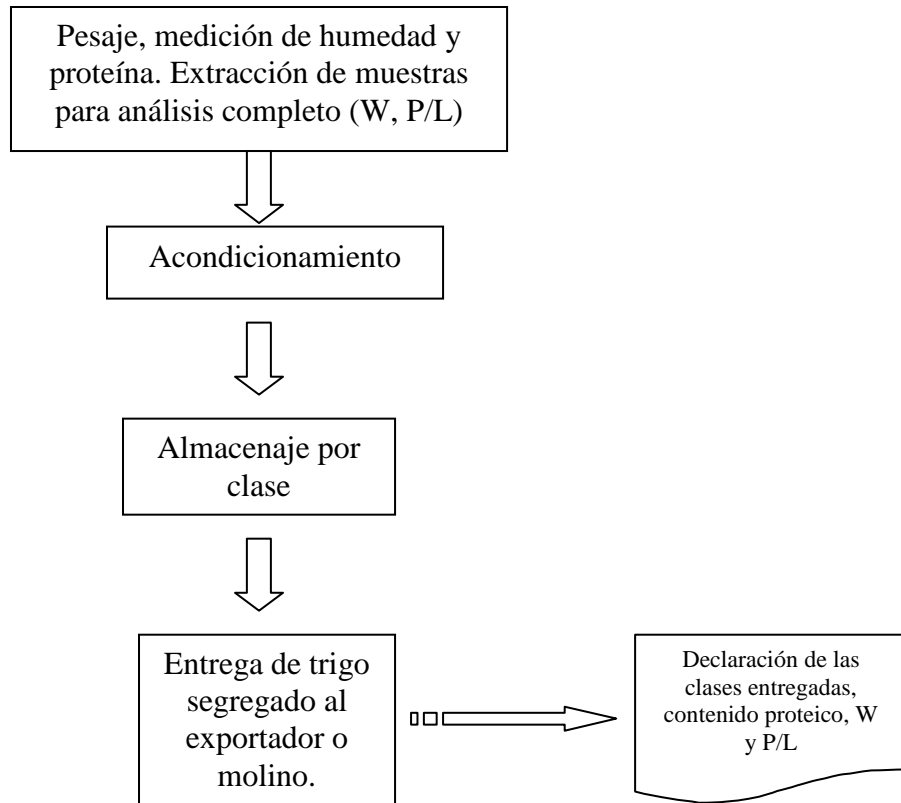 Pesaje, medición de humedad y
proteína. Extracción de muestras
para análisis completo (W, P/L)
Acondicionamiento
Almacenaje por
clase
Entrega de trigo
segregado al
exportador o
molino.
Declaración de las
clases entregadas,
contenido proteico, W
y P/L